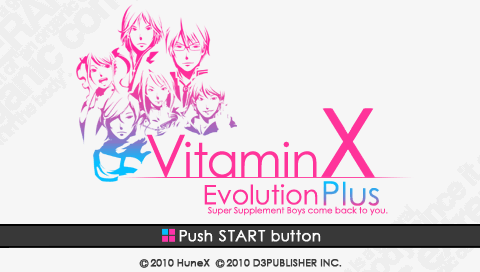 VitaminX
Evolution Plus
Super Supplement Boys come back to you.
Push START button
©2010 HuneX ©2010 D3PUBLISHER INC.